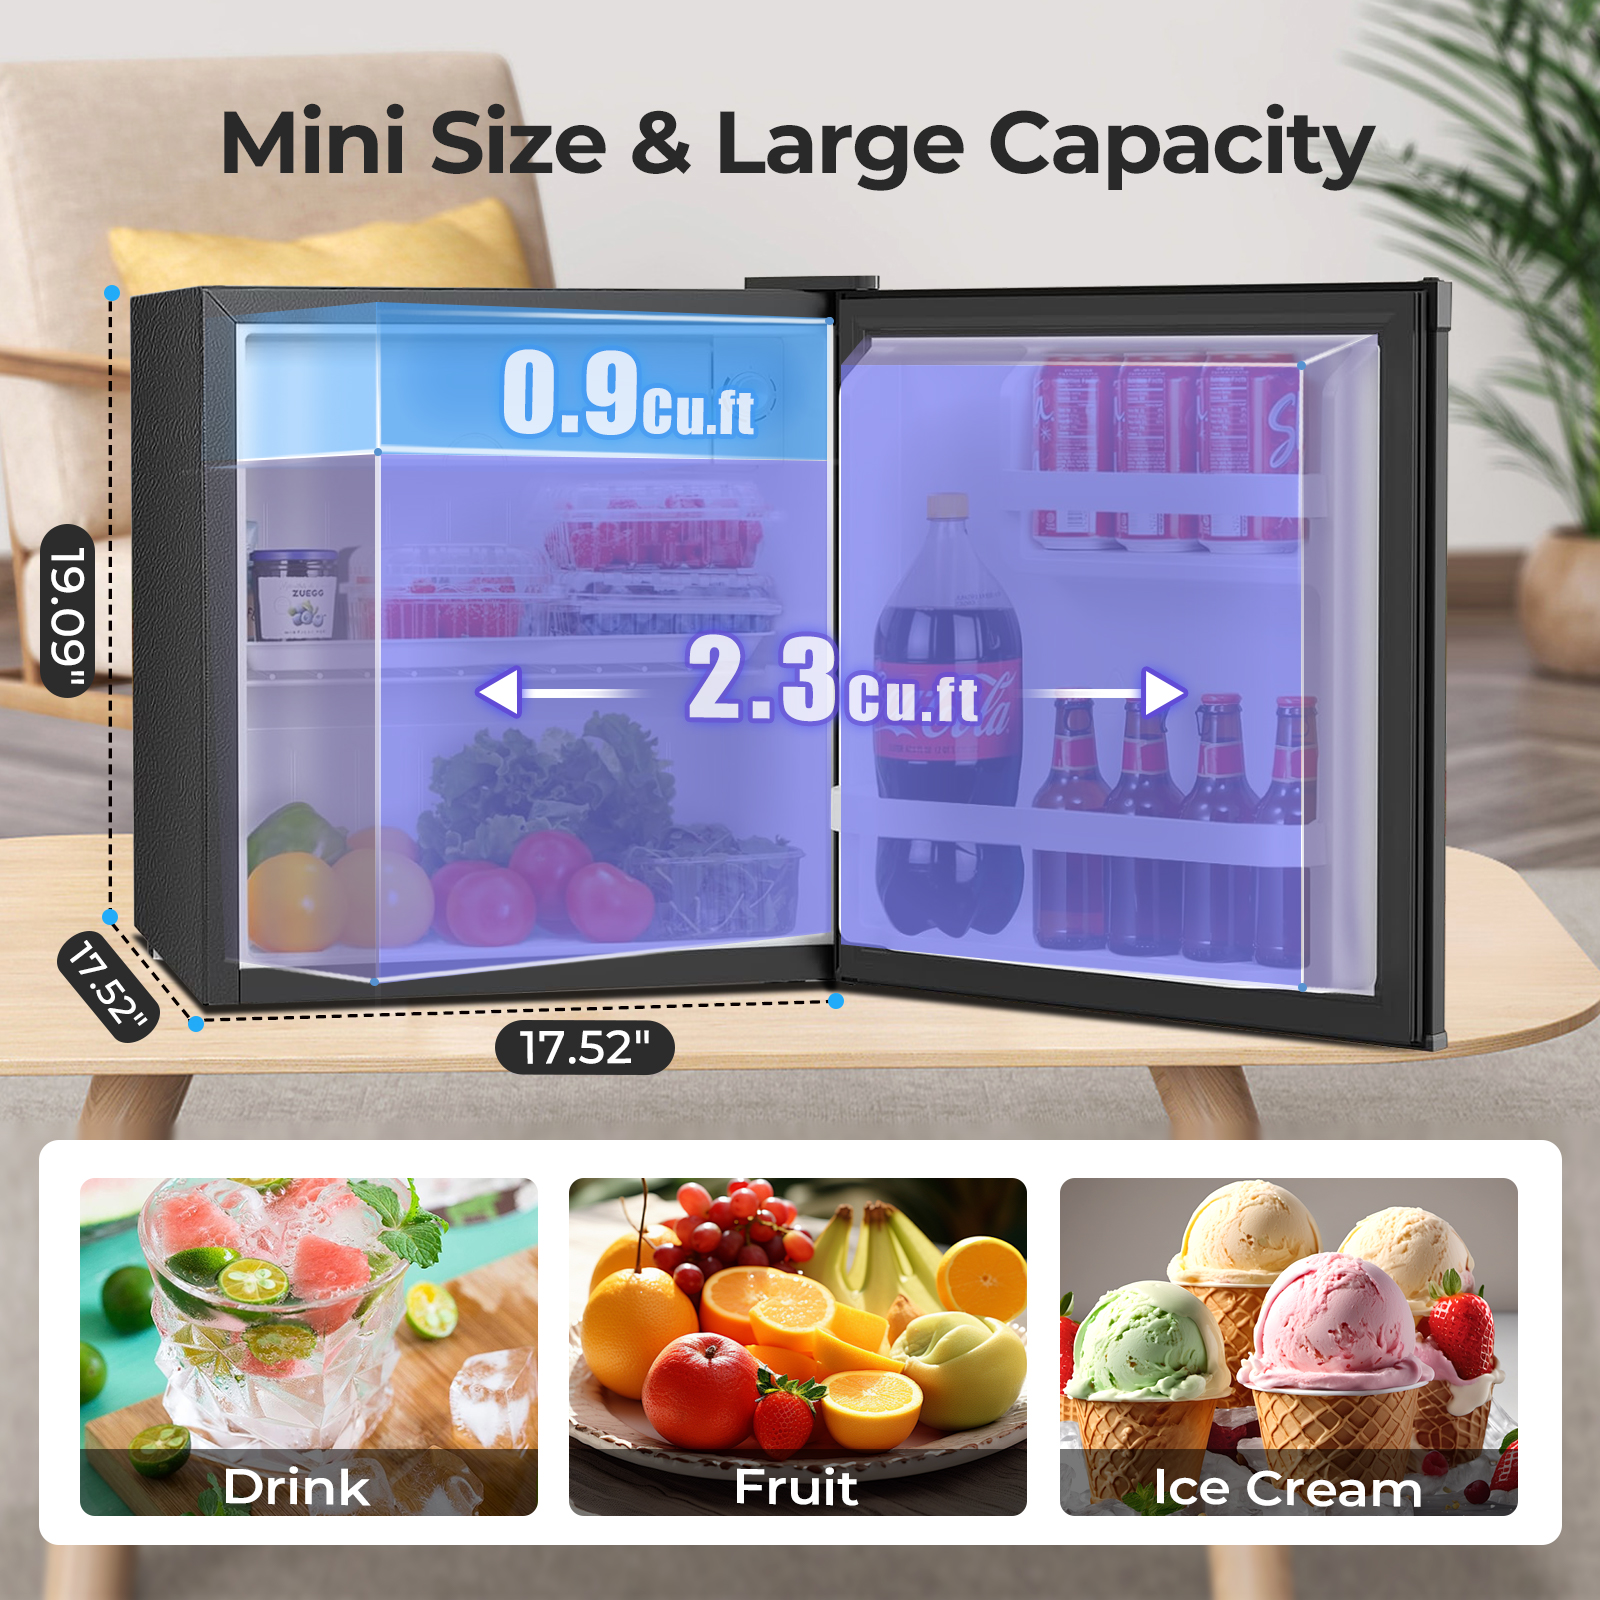 Mini Size & Large Capacity
0.9Cu.ft
19.09"
ZUEGG
2.3Cu.ft
Cola
17.52"
17.52"
Drink
Fruit
Ice Cream